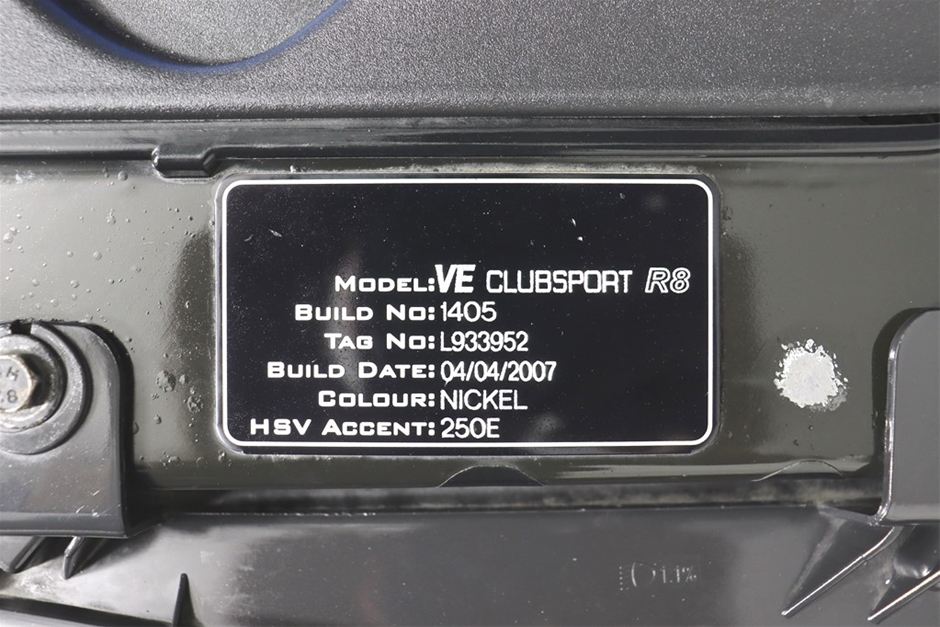 MODEL: VE CLUBSPORT R8
BUILD NO: 1405
TAG NO: L933952
BUILD DATE: 04/04/2007
COLOUR: NICKEL
HSV ACCENT: 250E